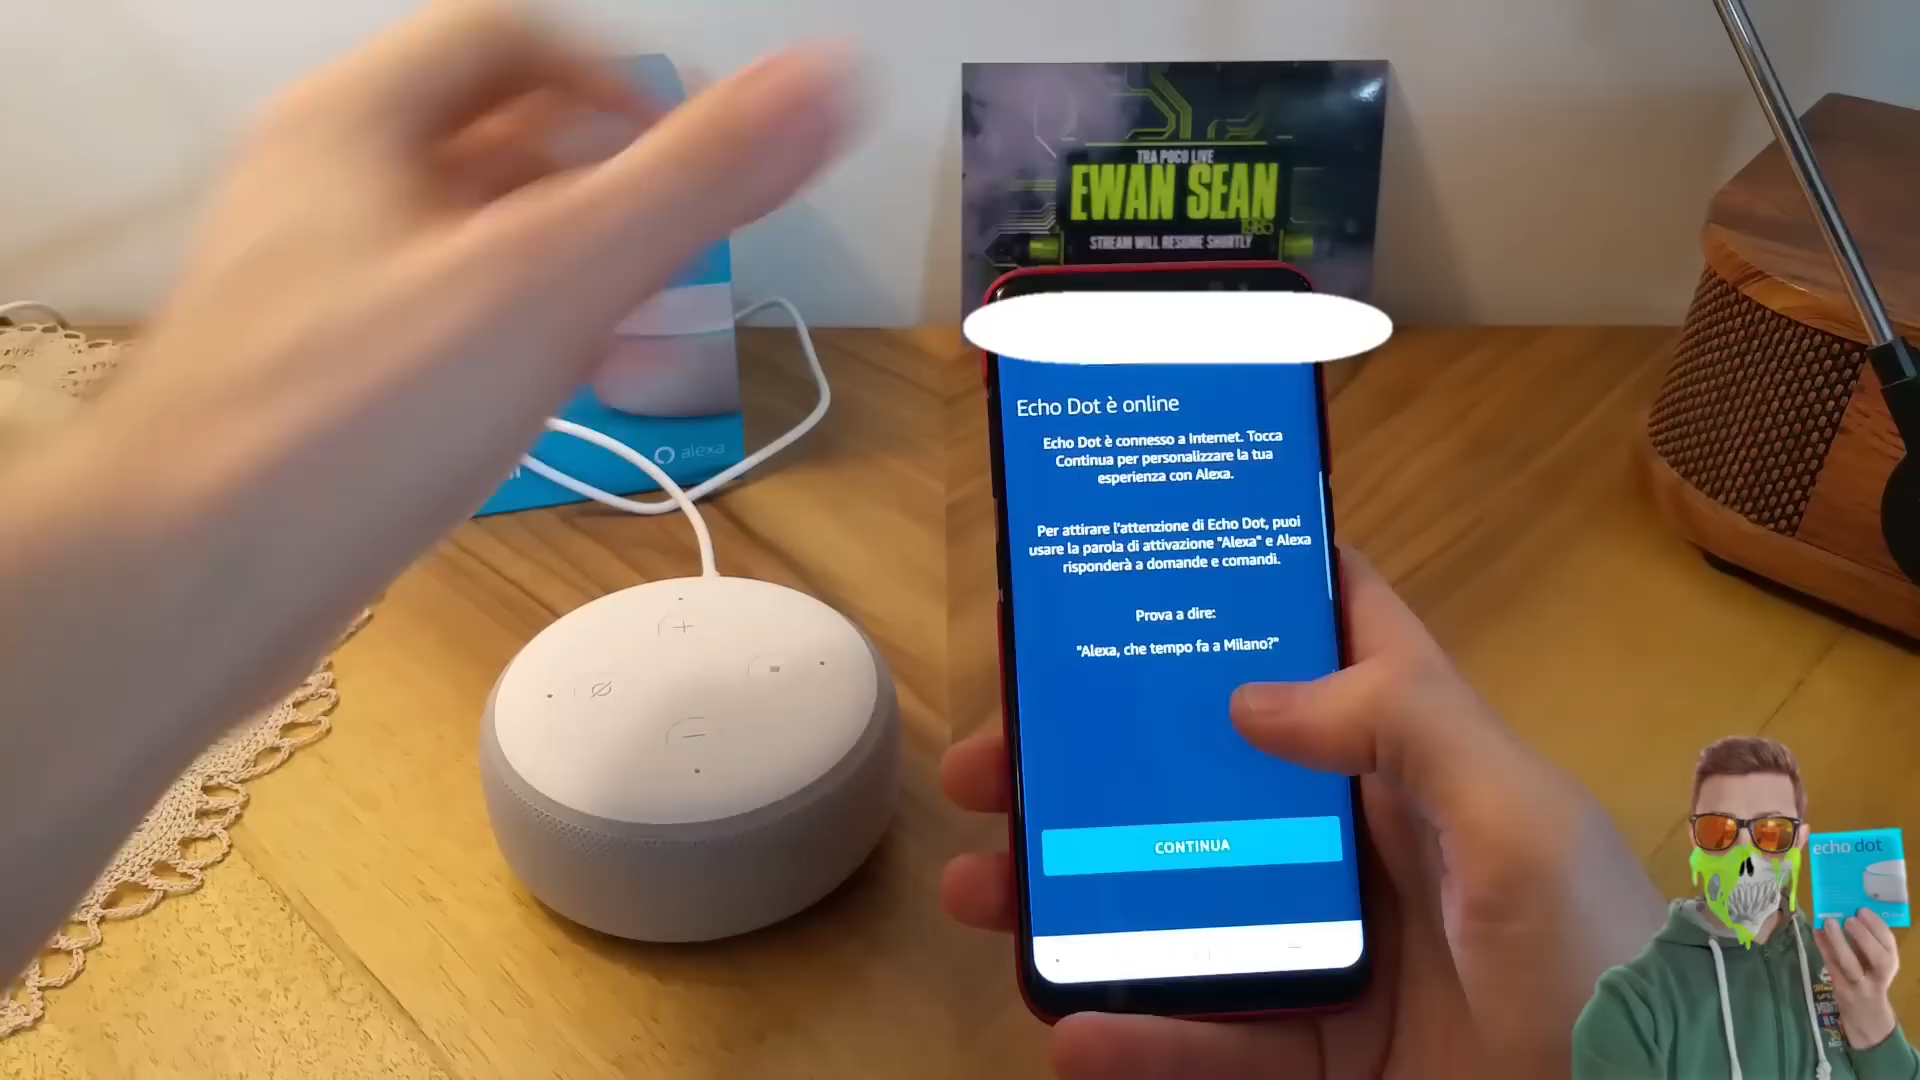 TRA POCO LIVE
EWAN SEAN
1986
STREAM WILL RESUME SHORTLY
alexa
Echo Dot è online
Echo Dot è connesso a Internet. Tocca
Continua per personalizzare la tua
esperienza con Alexa.
Per attirare l'attenzione di Echo Dot, puoi
usare la parola di attivazione "Alexa" e Alexa
risponderà a domande e comandi.
Prova a dire:
"Alexa, che tempo fa a Milano?"
CONTINUA
echo dot